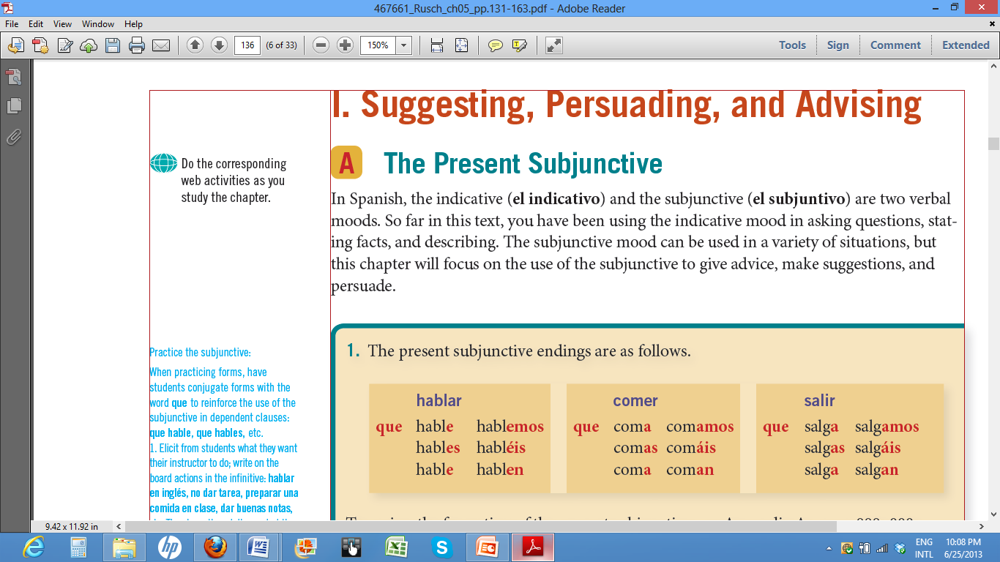 467661_Rusch_ch05_pp.131-163.pdf - Adobe Reader
File Edit View Window Help
136 (6 of 33) 150% Tools Sign Comment Extended
I. Suggesting, Persuading, and Advising
Do the corresponding
web activities as you
study the chapter.
A The Present Subjunctive
In Spanish, the indicative (el indicativo) and the subjunctive (el subjuntivo) are two verbal
moods. So far in this text, you have been using the indicative mood in asking questions, stat-
ing facts, and describing. The subjunctive mood can be used in a variety of situations, but
this chapter will focus on the use of the subjunctive to give advice, make suggestions, and
persuade.
Practice the subjunctive:
When practicing forms, have
students conjugate forms with the
word que to reinforce the use of the
subjunctive in dependent clauses:
que hable, que hables, etc.
1. Elicit from students what they want
their instructor to do; write on the
board actions in the infinitive: hablar
en inglés, no dar tarea, preparar una
comida en clase, dar buenas notas,
1. The present subjunctive endings are as follows.
hablar comer salir
que hable hablemos que coma comamos que salga salgamos
hables habléis comas comáis salgas salgáis
hable hablen coma coman salga salgan
9.42 x 11.92 in
hp W X S P
ENG 10:08 PM
INTL 6/25/2013